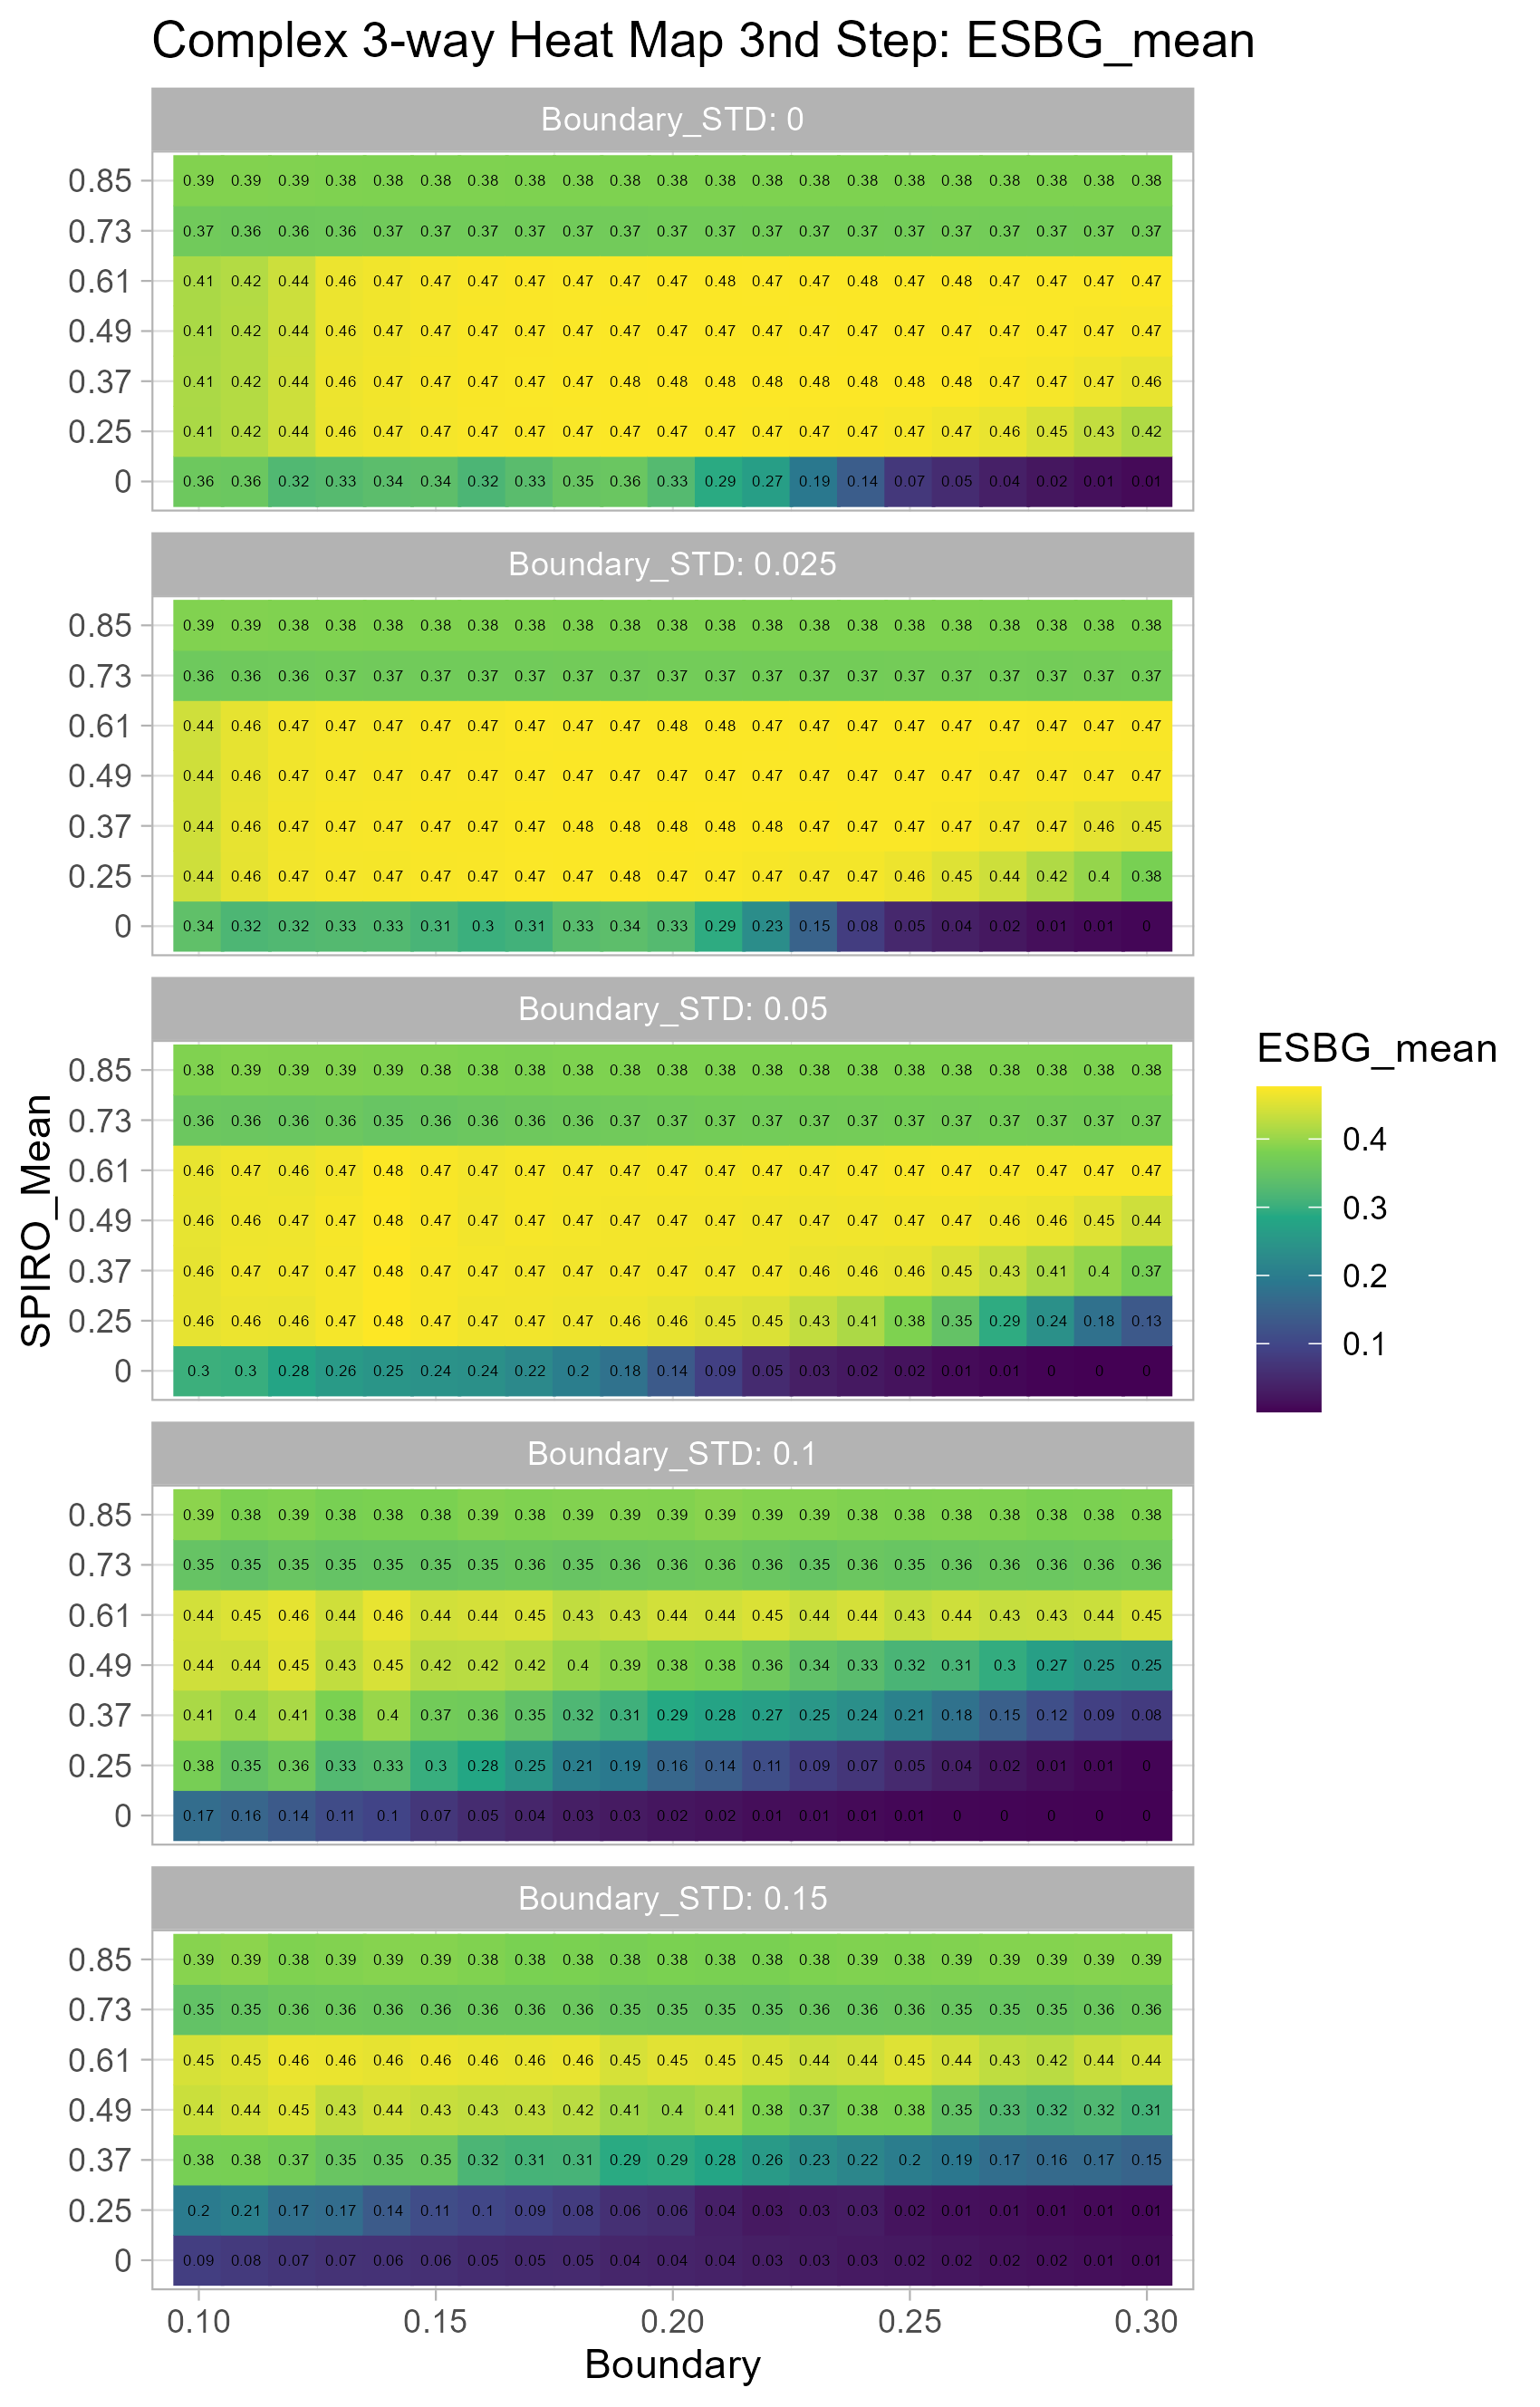 Complex 3-way Heat Map 3nd Step: ESBG_mean
Boundary_STD: 0
0.85 0.39 0.39 0.39 0.38 0.38 0.38 0.38 0.38 0.38 0.38 0.38 0.38 0.38 0.38 0.38 0.38 0.38 0.38 0.38 0.38 0.38
0.73 0.37 0.36 0.36 0.36 0.37 0.37 0.37 0.37 0.37 0.37 0.37 0.37 0.37 0.37 0.37 0.37 0.37 0.37 0.37 0.37 0.37
0.61 0.41 0.42 0.44 0.46 0.47 0.47 0.47 0.47 0.47 0.47 0.47 0.48 0.47 0.47 0.48 0.47 0.48 0.47 0.47 0.47 0.47
0.49 0.41 0.42 0.44 0.46 0.47 0.47 0.47 0.47 0.47 0.47 0.47 0.47 0.47 0.47 0.47 0.47 0.47 0.47 0.47 0.47 0.47
0.37 0.41 0.42 0.44 0.46 0.47 0.47 0.47 0.47 0.47 0.48 0.48 0.48 0.48 0.48 0.48 0.48 0.48 0.47 0.47 0.47 0.46
0.25 0.41 0.42 0.44 0.46 0.47 0.47 0.47 0.47 0.47 0.47 0.47 0.47 0.47 0.47 0.47 0.47 0.47 0.46 0.45 0.43 0.42
0 0.36 0.36 0.32 0.33 0.34 0.34 0.32 0.33 0.35 0.36 0.33 0.29 0.27 0.19 0.14 0.07 0.05 0.04 0.02 0.01 0.01
Boundary_STD: 0.025
0.85 0.39 0.39 0.38 0.38 0.38 0.38 0.38 0.38 0.38 0.38 0.38 0.38 0.38 0.38 0.38 0.38 0.38 0.38 0.38 0.38 0.38
0.73 0.36 0.36 0.36 0.37 0.37 0.37 0.37 0.37 0.37 0.37 0.37 0.37 0.37 0.37 0.37 0.37 0.37 0.37 0.37 0.37 0.37
0.61 0.44 0.46 0.47 0.47 0.47 0.47 0.47 0.47 0.47 0.47 0.48 0.48 0.47 0.47 0.47 0.47 0.47 0.47 0.47 0.47 0.47
0.49 0.44 0.46 0.47 0.47 0.47 0.47 0.47 0.47 0.47 0.47 0.47 0.47 0.47 0.47 0.47 0.47 0.47 0.47 0.47 0.47 0.47
0.37 0.44 0.46 0.47 0.47 0.47 0.47 0.47 0.47 0.48 0.48 0.48 0.48 0.48 0.47 0.47 0.47 0.47 0.47 0.47 0.46 0.45
0.25 0.44 0.46 0.47 0.47 0.47 0.47 0.47 0.47 0.47 0.48 0.47 0.47 0.47 0.47 0.47 0.46 0.45 0.44 0.42 0.4 0.38
0 0.34 0.32 0.32 0.33 0.33 0.31 0.3 0.31 0.33 0.34 0.33 0.29 0.23 0.15 0.08 0.05 0.04 0.02 0.01 0.01 0
Boundary_STD: 0.05
0.85 0.38 0.39 0.39 0.39 0.39 0.38 0.38 0.38 0.38 0.38 0.38 0.38 0.38 0.38 0.38 0.38 0.38 0.38 0.38 0.38 0.38
0.73 0.36 0.36 0.36 0.36 0.35 0.36 0.36 0.36 0.36 0.37 0.37 0.37 0.37 0.37 0.37 0.37 0.37 0.37 0.37 0.37 0.37
0.61 0.46 0.47 0.46 0.47 0.48 0.47 0.47 0.47 0.47 0.47 0.47 0.47 0.47 0.47 0.47 0.47 0.47 0.47 0.47 0.47 0.47
0.49 0.46 0.46 0.47 0.47 0.48 0.47 0.47 0.47 0.47 0.47 0.47 0.47 0.47 0.47 0.47 0.47 0.47 0.46 0.46 0.45 0.44
0.37 0.46 0.47 0.47 0.47 0.48 0.47 0.47 0.47 0.47 0.47 0.47 0.47 0.47 0.46 0.46 0.46 0.45 0.43 0.41 0.4 0.37
0.25 0.46 0.46 0.46 0.47 0.48 0.47 0.47 0.47 0.47 0.46 0.46 0.45 0.45 0.43 0.41 0.38 0.35 0.29 0.24 0.18 0.13
0 0.3 0.3 0.28 0.26 0.25 0.24 0.24 0.22 0.2 0.18 0.14 0.09 0.05 0.03 0.02 0.02 0.01 0.01 0 0 0
Boundary_STD: 0.1
0.85 0.39 0.38 0.39 0.38 0.38 0.38 0.39 0.38 0.39 0.39 0.39 0.39 0.39 0.39 0.38 0.38 0.38 0.38 0.38 0.38 0.38
0.73 0.35 0.35 0.35 0.35 0.35 0.35 0.35 0.36 0.35 0.36 0.36 0.36 0.36 0.35 0.36 0.35 0.36 0.36 0.36 0.36 0.36
0.61 0.44 0.45 0.46 0.44 0.46 0.44 0.44 0.45 0.43 0.43 0.44 0.44 0.45 0.44 0.44 0.43 0.44 0.43 0.43 0.44 0.45
0.49 0.44 0.44 0.45 0.43 0.45 0.42 0.42 0.42 0.4 0.39 0.38 0.38 0.36 0.34 0.33 0.32 0.31 0.3 0.27 0.25 0.25
0.37 0.41 0.4 0.41 0.38 0.4 0.37 0.36 0.35 0.32 0.31 0.29 0.28 0.27 0.25 0.24 0.21 0.18 0.15 0.12 0.09 0.08
0.25 0.38 0.35 0.36 0.33 0.33 0.3 0.28 0.25 0.21 0.19 0.16 0.14 0.11 0.09 0.07 0.05 0.04 0.02 0.01 0.01 0
0 0.17 0.16 0.14 0.11 0.1 0.07 0.05 0.04 0.03 0.03 0.02 0.02 0.01 0.01 0.01 0.01 0 0 0 0 0
Boundary_STD: 0.15
0.85 0.39 0.39 0.38 0.39 0.39 0.39 0.38 0.38 0.38 0.38 0.38 0.38 0.38 0.38 0.39 0.38 0.39 0.39 0.39 0.39 0.39
0.73 0.35 0.35 0.36 0.36 0.36 0.36 0.36 0.36 0.36 0.35 0.35 0.35 0.35 0.36 0.36 0.36 0.35 0.35 0.35 0.36 0.36
0.61 0.45 0.45 0.46 0.46 0.46 0.46 0.46 0.46 0.46 0.45 0.45 0.45 0.45 0.44 0.44 0.45 0.44 0.43 0.42 0.44 0.44
0.49 0.44 0.44 0.45 0.43 0.44 0.43 0.43 0.43 0.42 0.41 0.4 0.41 0.38 0.37 0.38 0.38 0.35 0.33 0.32 0.32 0.31
0.37 0.38 0.38 0.37 0.35 0.35 0.35 0.32 0.31 0.31 0.29 0.29 0.28 0.26 0.23 0.22 0.2 0.19 0.17 0.16 0.17 0.15
0.25 0.2 0.21 0.17 0.17 0.14 0.11 0.1 0.09 0.08 0.06 0.06 0.04 0.03 0.03 0.03 0.02 0.01 0.01 0.01 0.01 0.01
0 0.09 0.08 0.07 0.07 0.06 0.06 0.05 0.05 0.05 0.04 0.04 0.04 0.03 0.03 0.03 0.02 0.02 0.02 0.02 0.01 0.01
0.10 0.15 0.20 0.25 0.30
Boundary
SPIRO_Mean
ESBG_mean
0.4
0.3
0.2
0.1